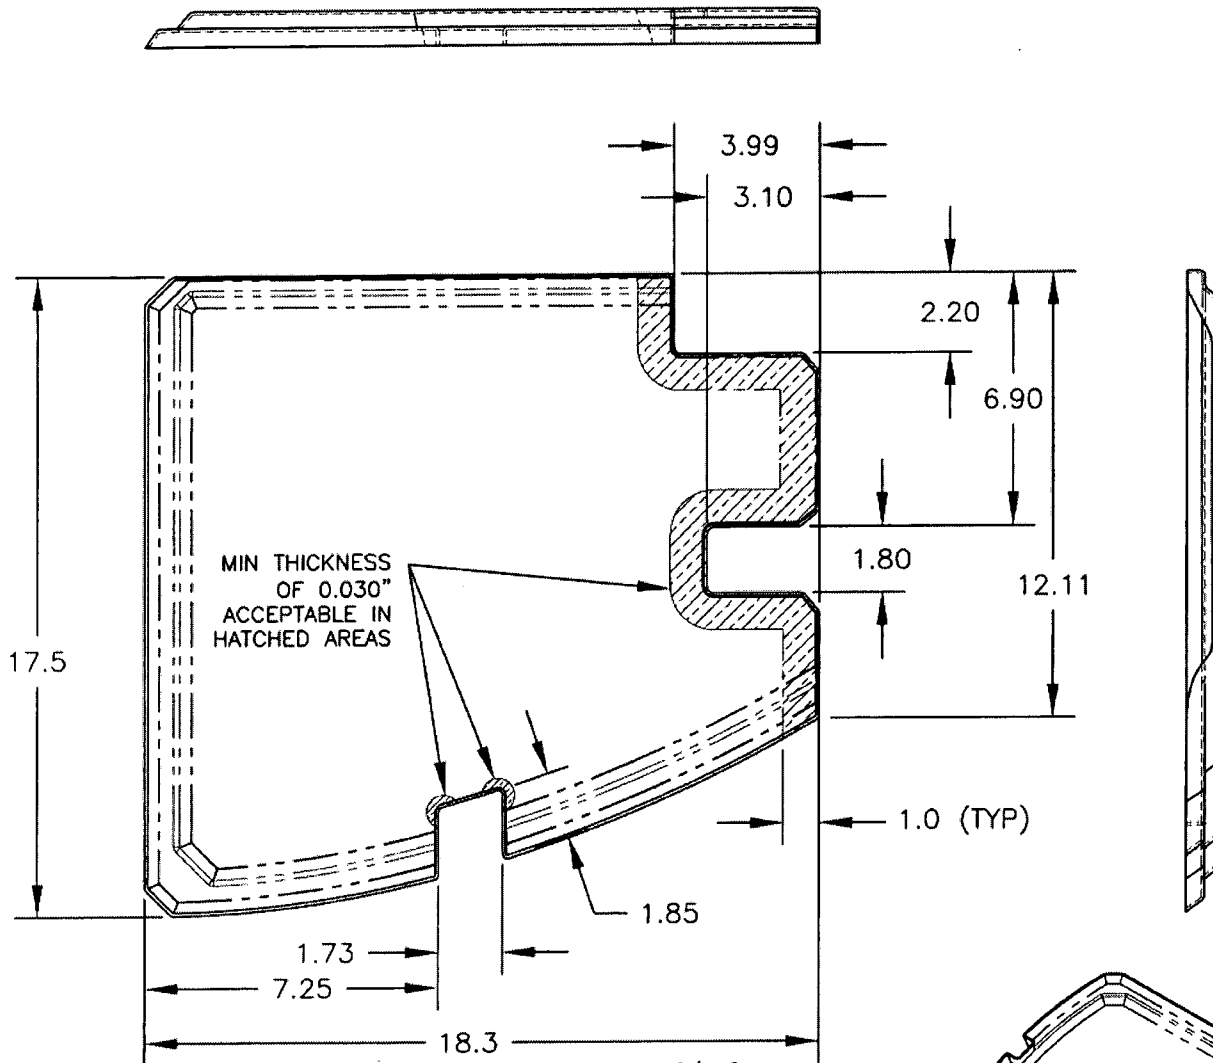 3.99
3.10
2.20
6.90
1.80
12.11
MIN THICKNESS
OF 0.030"
ACCEPTABLE IN
HATCHED AREAS
17.5
1.0 (TYP)
1.85
1.73
7.25
18.3